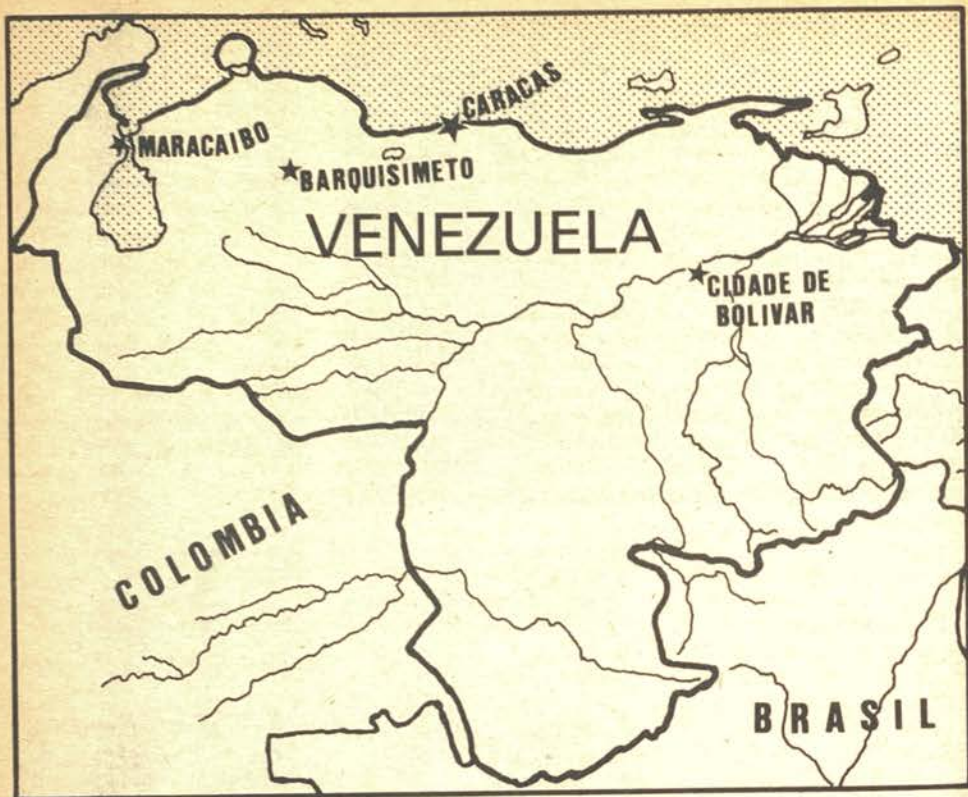 CARACAS
MARACAIBO
BARQUISIMETO
VENEZUELA
CIDADE DE
BOLIVAR
COLOMBIA
BRASIL